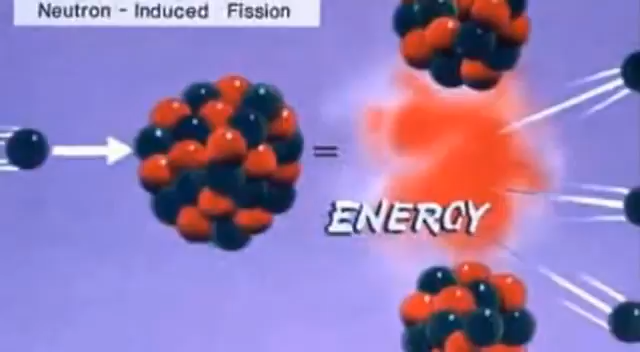 Neutron - Induced Fission
=
ENERGY